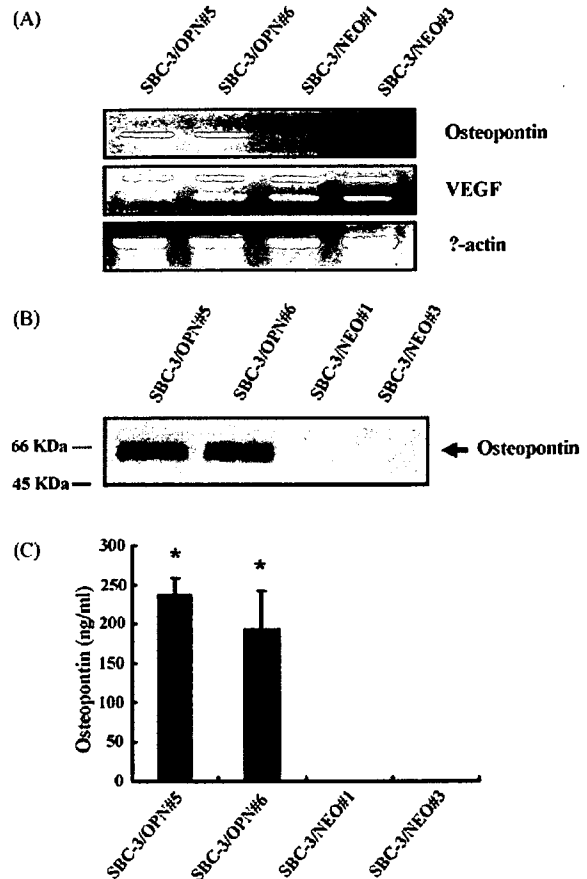 (A)
SBC-3/OPN#5 SBC-3/OPN#6 SBC-3/NEO#1 SBC-3/NEO#3
Osteopontin
VEGF
?-actin
(B)
SBC-3/OPN#5 SBC-3/OPN#6 SBC-3/NEO#1 SBC-3/NEO#3
66 KDa
Osteopontin
45 KDa
(C)
Osteopontin (ng/ml)
300
250
200
150
100
50
0
* *
SBC-3/OPN#5 SBC-3/OPN#6 SBC-3/NEO#1 SBC-3/NEO#3